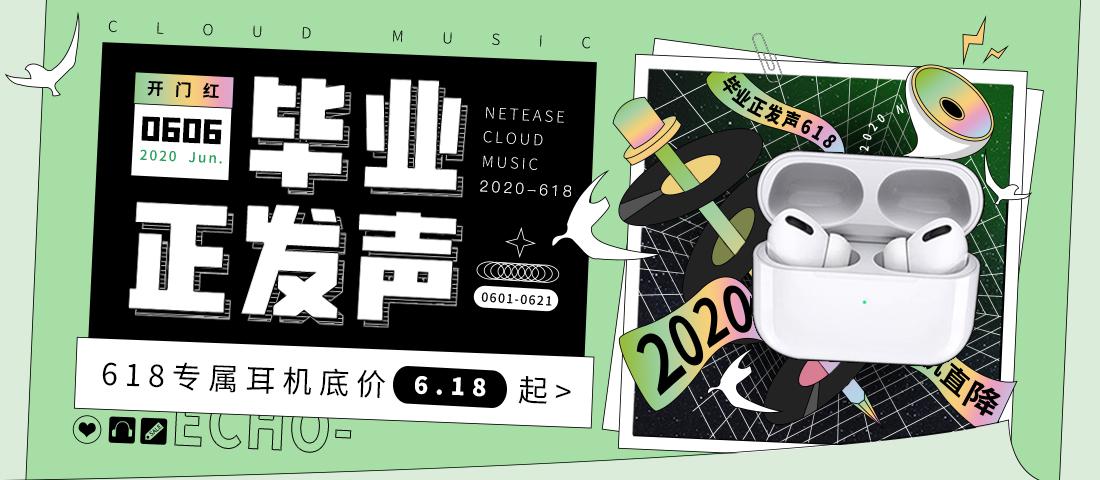 CLOUD MUSIC
开门红
0606
2020 Jun.
毕业
正发声
NETEASE
CLOUD
MUSIC
2020-618
0601-0621
618专属耳机底价 6.18 起>
ECHO-
毕业正发声618
2020 N
2020
直降